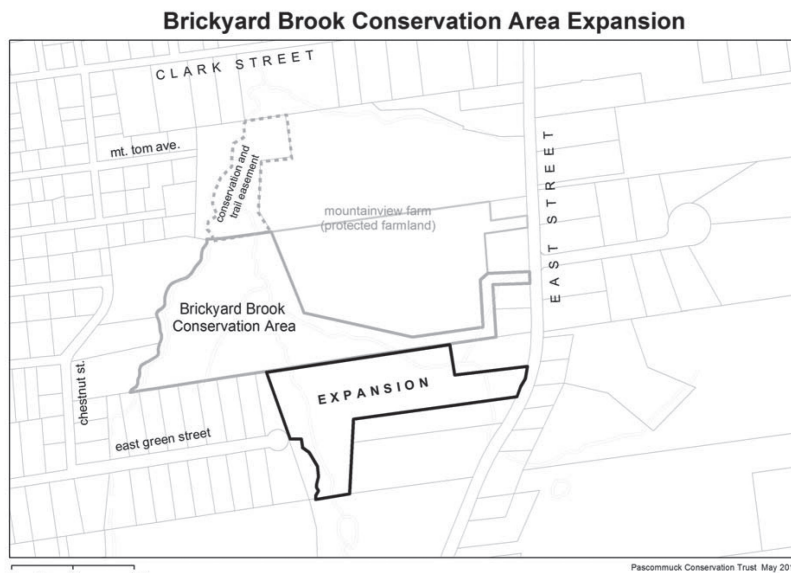 Brickyard Brook Conservation Area Expansion
CLARK STREET
mt. tom ave.
conservation and
trail easement
mountainview farm
(protected farmland)
EAST STREET
Brickyard Brook
Conservation Area
chestnut st.
EXPANSION
east green street
Pascommuck Conservation Trust May